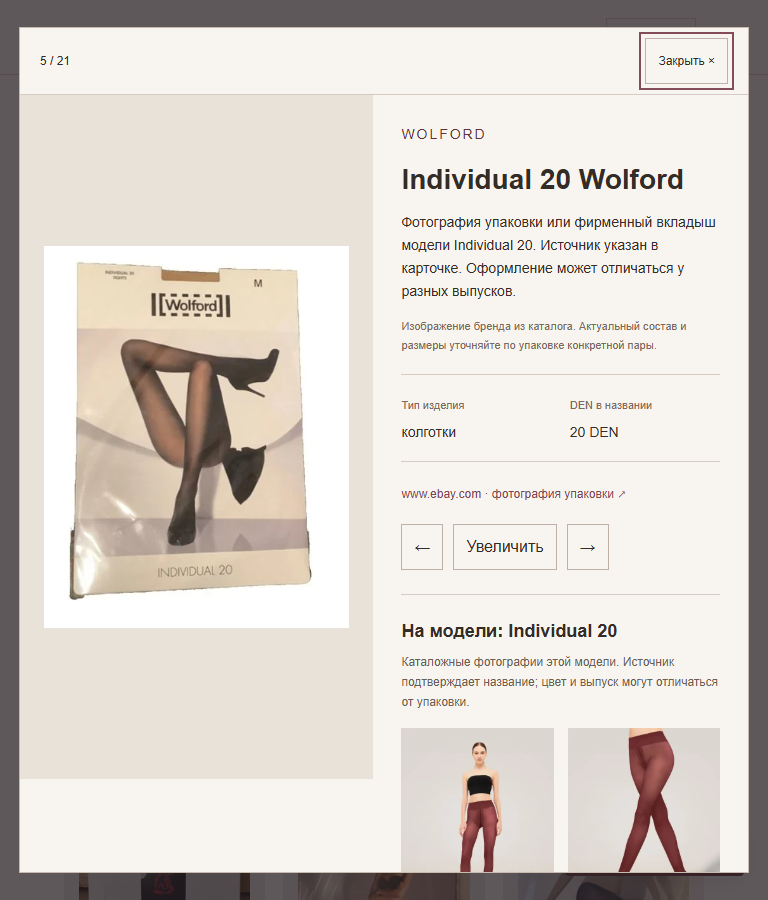 5 / 21
Закрыть ×
INDIVIDUAL 20
TIGHTS
M
Wolford
INDIVIDUAL 20
WOLFORD
Individual 20 Wolford
Фотография упаковки или фирменный вкладыш
модели Individual 20. Источник указан в
карточке. Оформление может отличаться у
разных выпусков.
Изображение бренда из каталога. Актуальный состав и
размеры уточняйте по упаковке конкретной пары.
Тип изделия
DEN в названии
колготки
20 DEN
www.ebay.com · фотография упаковки ↗
←
Увеличить
→
На модели: Individual 20
Каталожные фотографии этой модели. Источник
подтверждает название; цвет и выпуск могут отличаться
от упаковки.